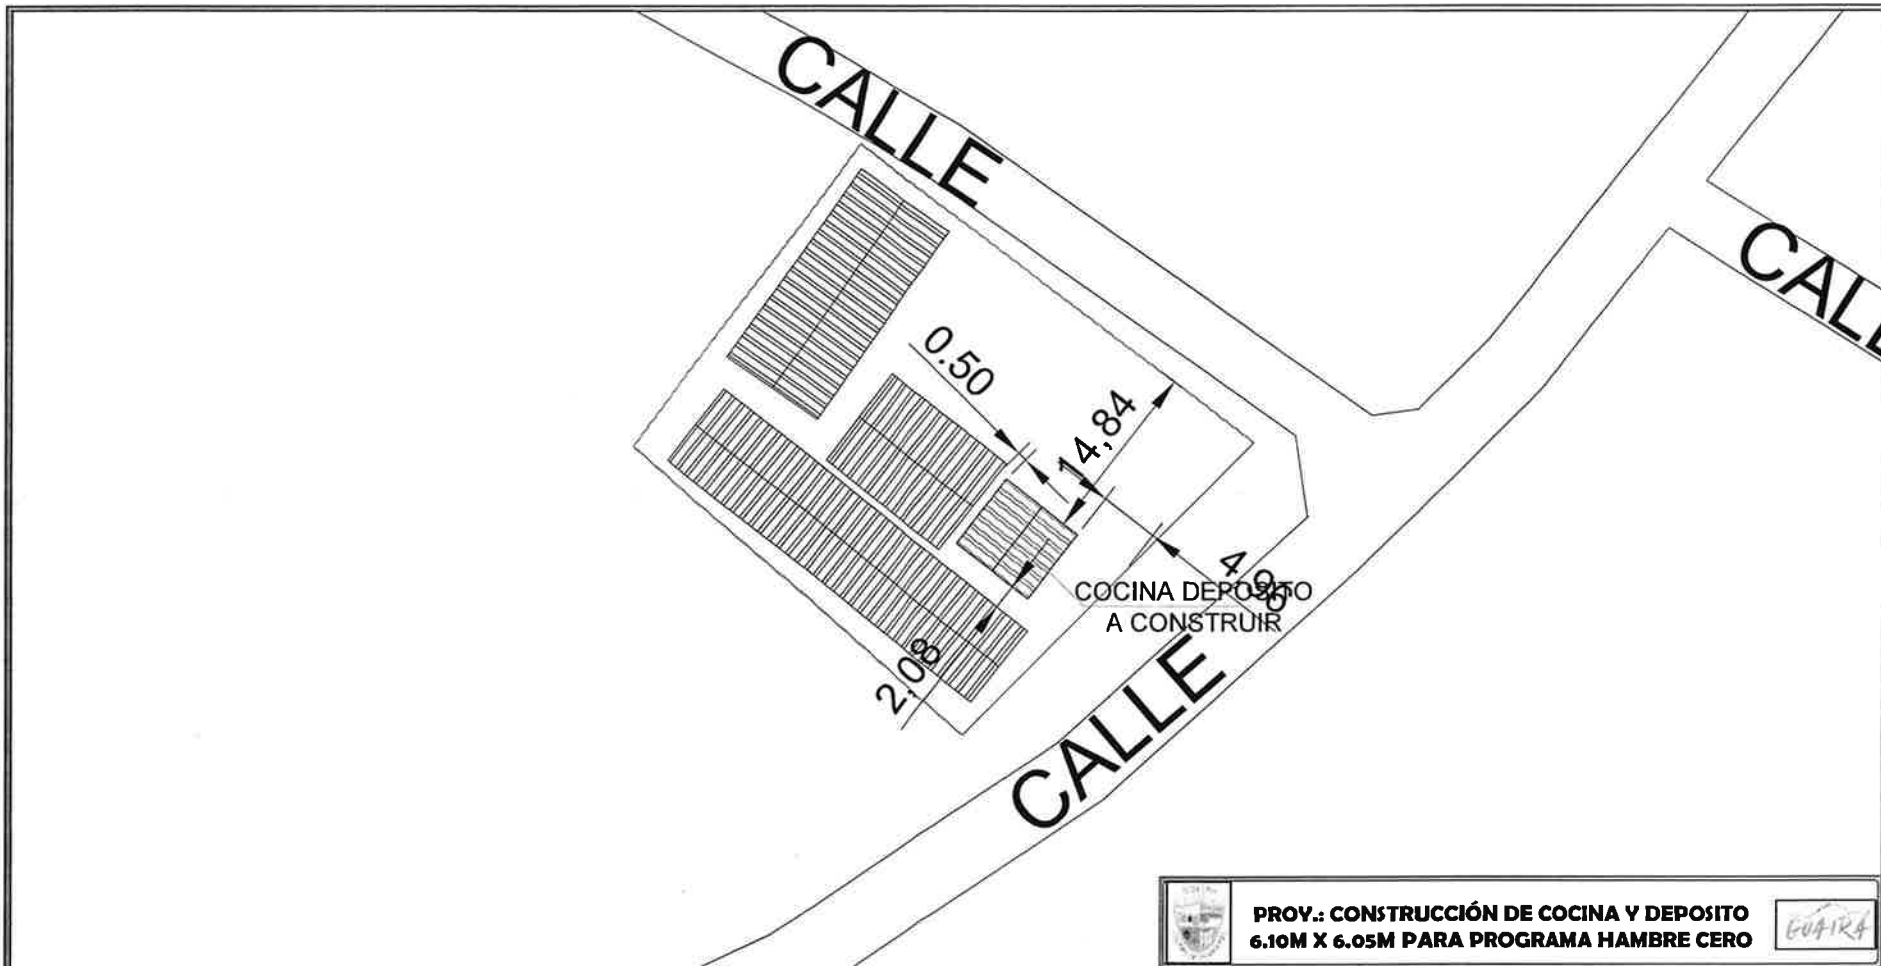 CALLE
CALL
0.50
14,84
4,96
COCINA DEPOSITO
A CONSTRUIR
2,08
CALLE
PROY.: CONSTRUCCIÓN DE COCINA Y DEPOSITO
6.10M X 6.05M PARA PROGRAMA HAMBRE CERO
GUAIRA